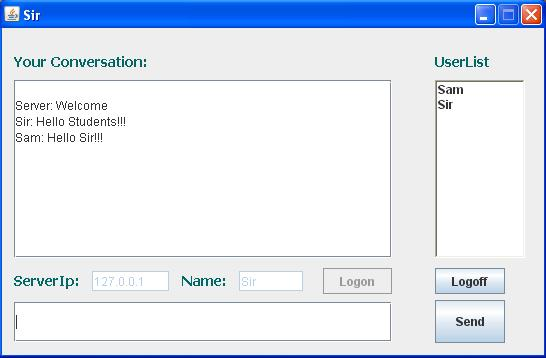 Sir
Your Conversation:
UserList
Server: Welcome
Sir: Hello Students!!!
Sam: Hello Sir!!!
Sam
Sir
ServerIp: 127.0.0.1 Name: Sir Logon Logoff
Send